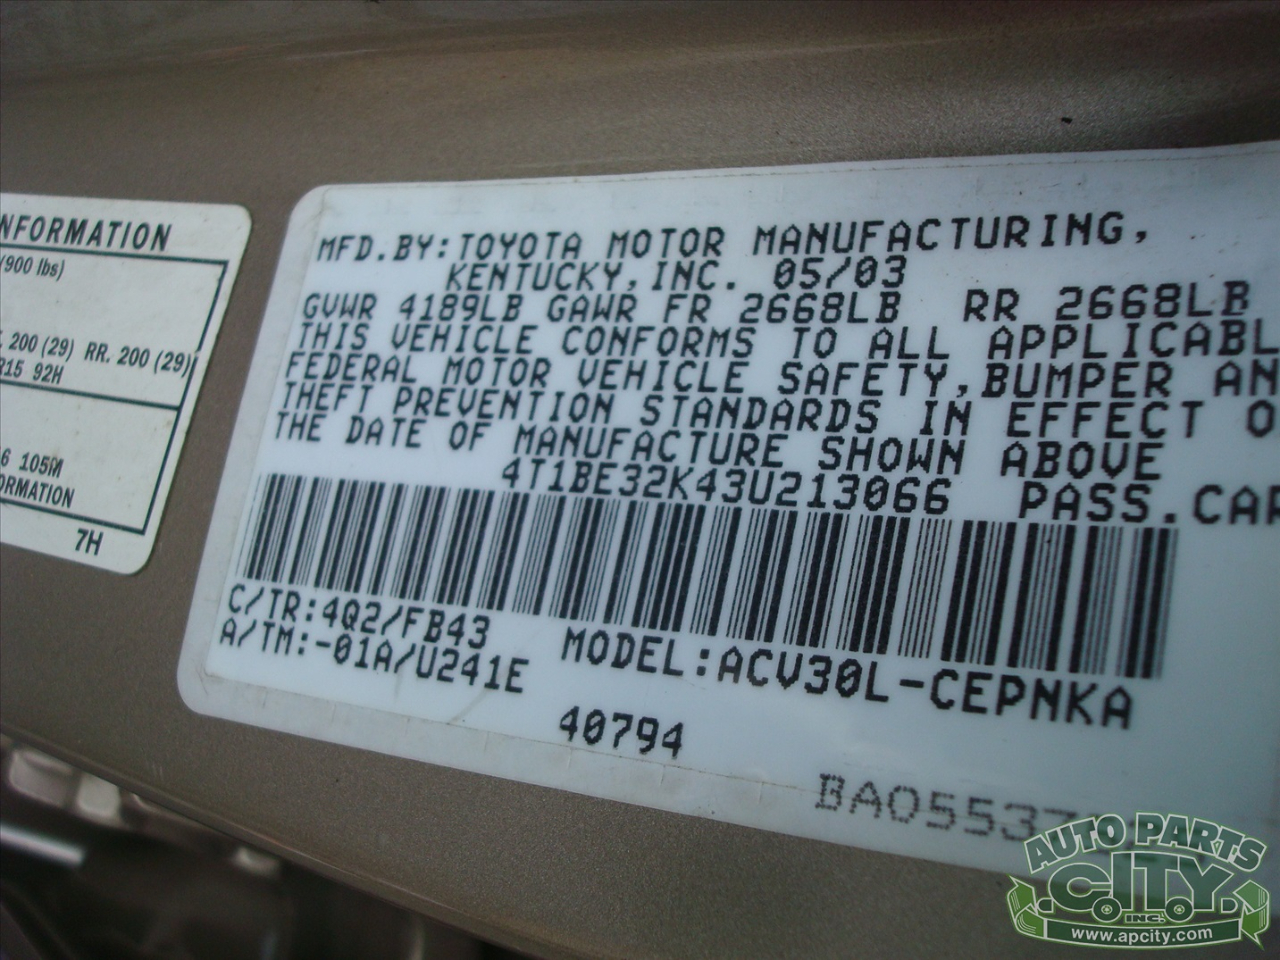 NFORMATION
(900 lbs)
200 (29) RR. 200 (29)
R15 92H
6 105M
ORMATION
7H
MFD.BY:TOYOTA MOTOR MANUFACTURING,
KENTUCKY,INC. 05/03
GVWR 4189LB GAWR FR 2668LB RR 2668LB
THIS VEHICLE CONFORMS TO ALL APPLICABL
FEDERAL MOTOR VEHICLE SAFETY,BUMPER AN
THEFT PREVENTION STANDARDS IN EFFECT O
THE DATE OF MANUFACTURE SHOWN ABOVE
4T1BE32K43U213066 PASS.CAR
C/TR:4Q2/FB43
A/TM:-01A/U241E
MODEL:ACV30L-CEPNKA
40794
AUTO PARTS
CITY
INC.
www.apcity.com